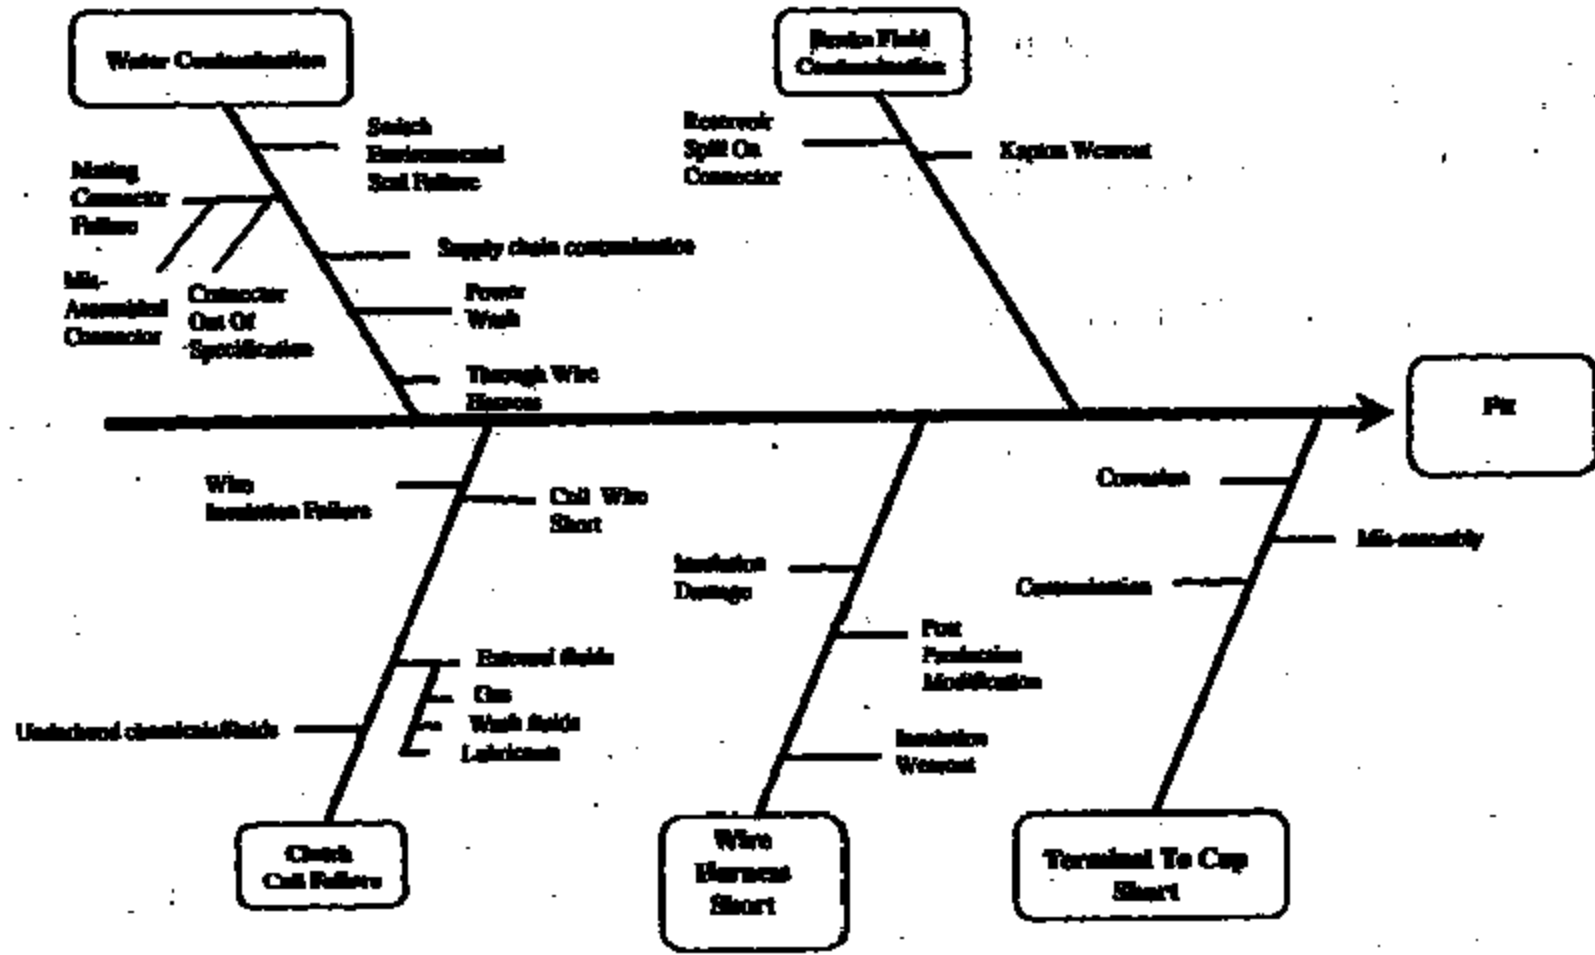 Water Contamination
Brake Fluid
Contamination
Switch
Environmental
Seal Failure
Mating
Connector
Failure
Mis-
Assembled
Connector
Connector
Out Of
Specification
Supply chain contamination
Power
Wash
Through Wire
Harness
Reservoir
Spill On
Connector
Kapton Wearout
Wire
Insulation Failure
Coil Wire
Short
External fluids
Gas
Wash fluids
Lubricants
Underhood chemicals/fluids
Clutch
Coil Failure
Insulation
Damage
Post
Production
Modification
Insulation
Wearout
Wire
Harness
Short
Corrosion
Mis-assembly
Contamination
Terminal To Cup
Short